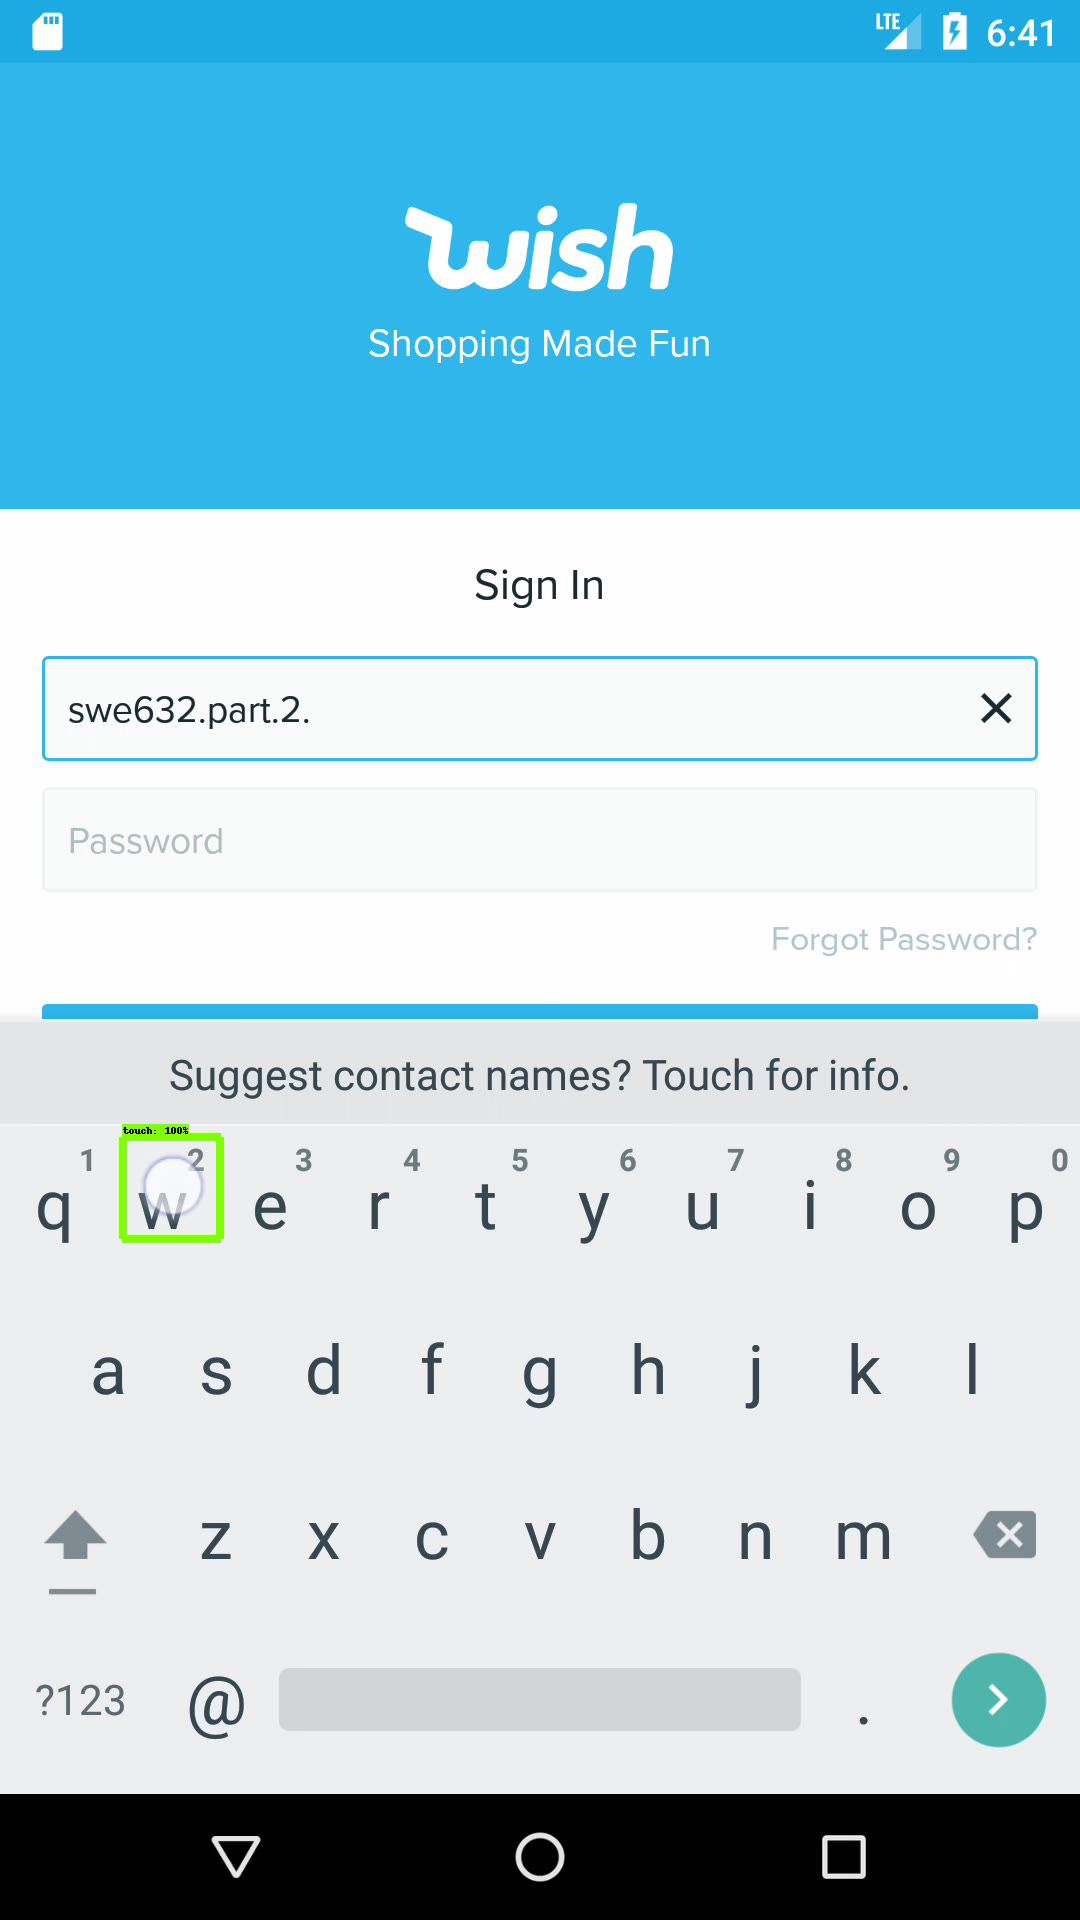 LTE 6:41
wish
Shopping Made Fun
Sign In
swe632.part.2.
Password
Forgot Password?
Suggest contact names? Touch for info.
touch: 100%
1 2 3 4 5 6 7 8 9 0
q w e r t y u i o p
a s d f g h j k l
z x c v b n m
?123 @ .